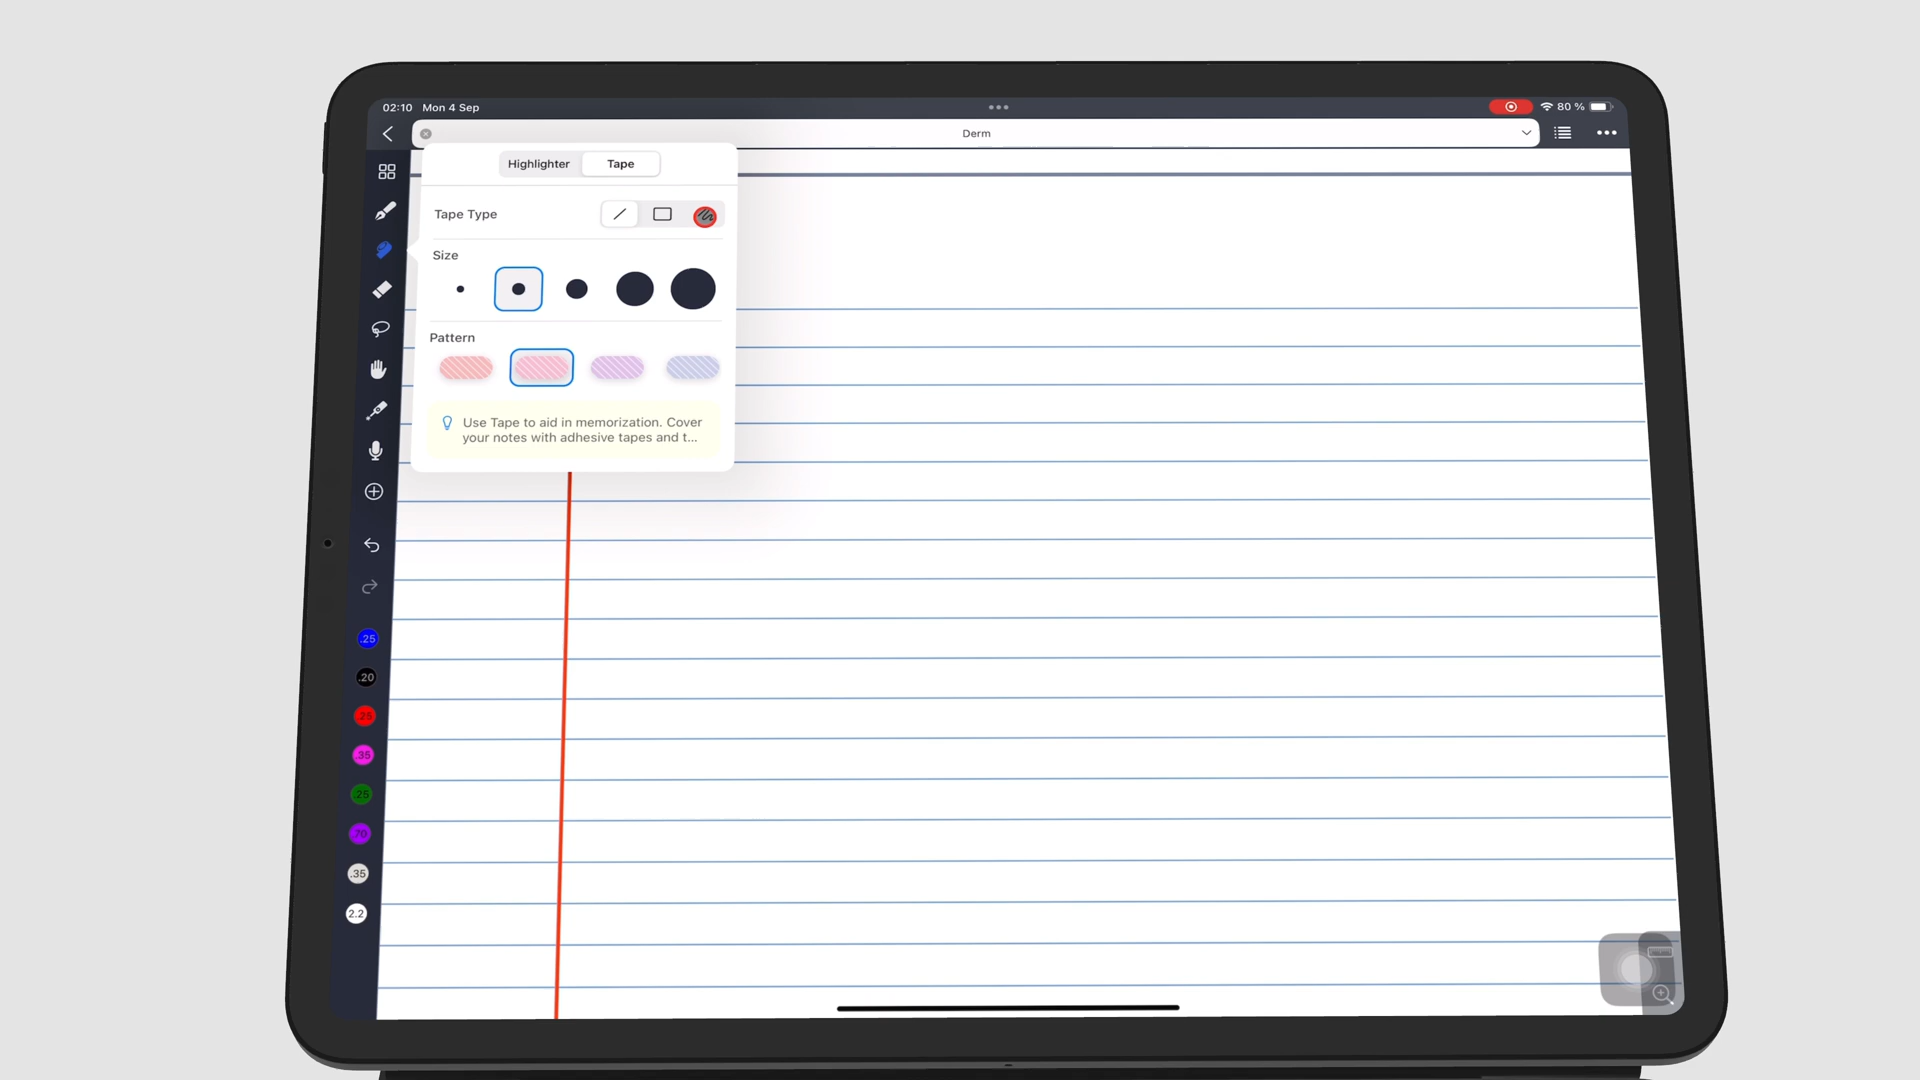 02:10 Mon 4 Sep
80 %
Derm
Highlighter Tape
Tape Type
Size
Pattern
Use Tape to aid in memorization. Cover
your notes with adhesive tapes and t...
.25
.20
.25
.35
.25
.70
.35
2.2